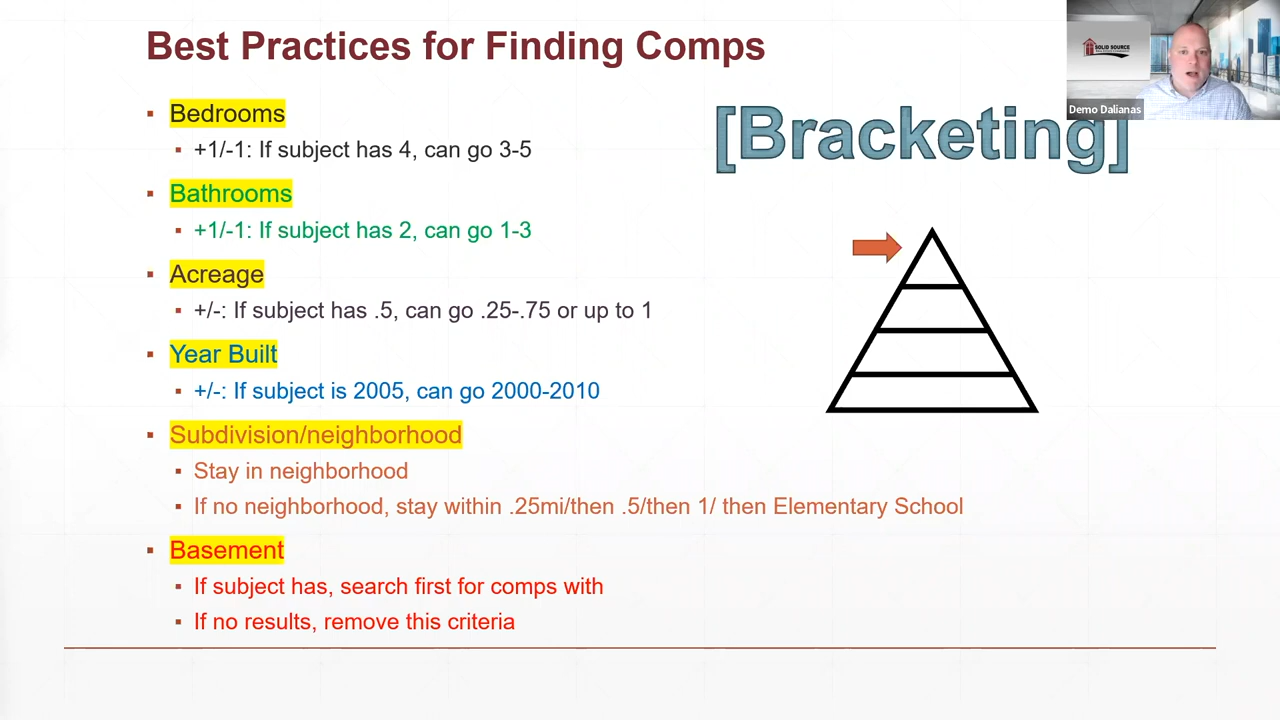 Best Practices for Finding Comps
SOLID SOURCE
Demo Dalianas
[Bracketing]
Bedrooms
+1/-1: If subject has 4, can go 3-5
Bathrooms
+1/-1: If subject has 2, can go 1-3
Acreage
+/-: If subject has .5, can go .25-.75 or up to 1
Year Built
+/-: If subject is 2005, can go 2000-2010
Subdivision/neighborhood
Stay in neighborhood
If no neighborhood, stay within .25mi/then .5/then 1/ then Elementary School
Basement
If subject has, search first for comps with
If no results, remove this criteria